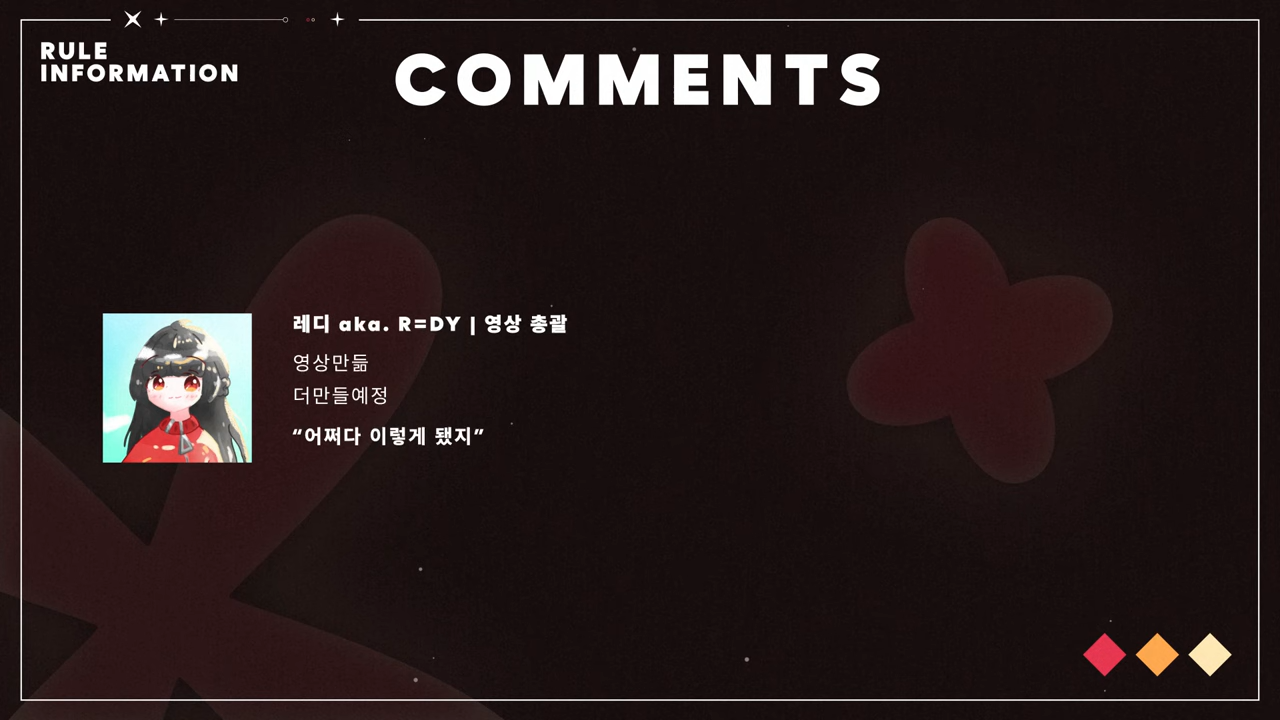 RULE
INFORMATION
COMMENTS
레디 aka. R=DY | 영상 총괄
영상만듦
더만들예정
“어쩌다 이렇게 됐지”